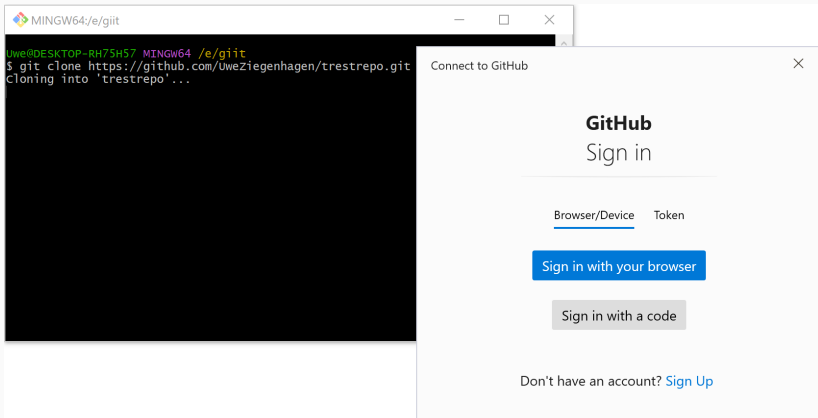 MINGW64:/e/giit
Uwe@DESKTOP-RH75H57 MINGW64 /e/giit
$ git clone https://github.com/UweZiegenhagen/trestrepo.git
Cloning into 'trestrepo'...
Connect to GitHub
GitHub
Sign in
Browser/Device Token
Sign in with your browser
Sign in with a code
Don't have an account? Sign Up